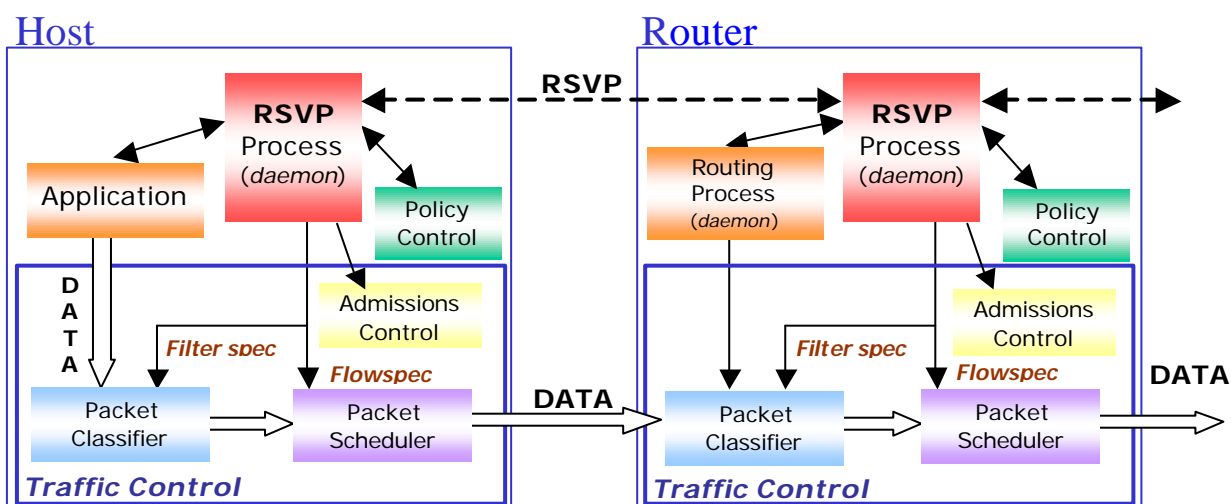 Host
RSVP
Process
(daemon)
Application
Policy
Control
DATA
Admissions
Control
Filter spec
Flowspec
Packet
Classifier
Packet
Scheduler
Traffic Control
RSVP
DATA
Router
RSVP
Process
(daemon)
Routing
Process
(daemon)
Policy
Control
Admissions
Control
Filter spec
Flowspec
Packet
Classifier
Packet
Scheduler
Traffic Control
DATA